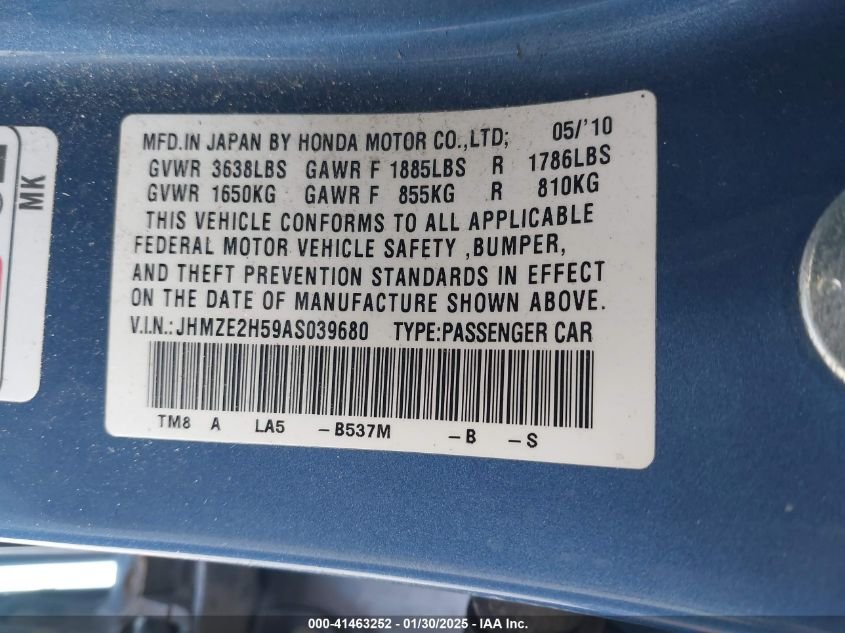 MK
MFD.IN JAPAN BY HONDA MOTOR CO.,LTD; 05/'10
GVWR 3638LBS GAWR F 1885LBS R 1786LBS
GVWR 1650KG GAWR F 855KG R 810KG
THIS VEHICLE CONFORMS TO ALL APPLICABLE
FEDERAL MOTOR VEHICLE SAFETY ,BUMPER,
AND THEFT PREVENTION STANDARDS IN EFFECT
ON THE DATE OF MANUFACTURE SHOWN ABOVE.
V.I.N.:JHMZE2H59AS039680 TYPE:PASSENGER CAR
TM8 A LA5 -B537M -B -S
000-41463252 - 01/30/2025 - IAA Inc.